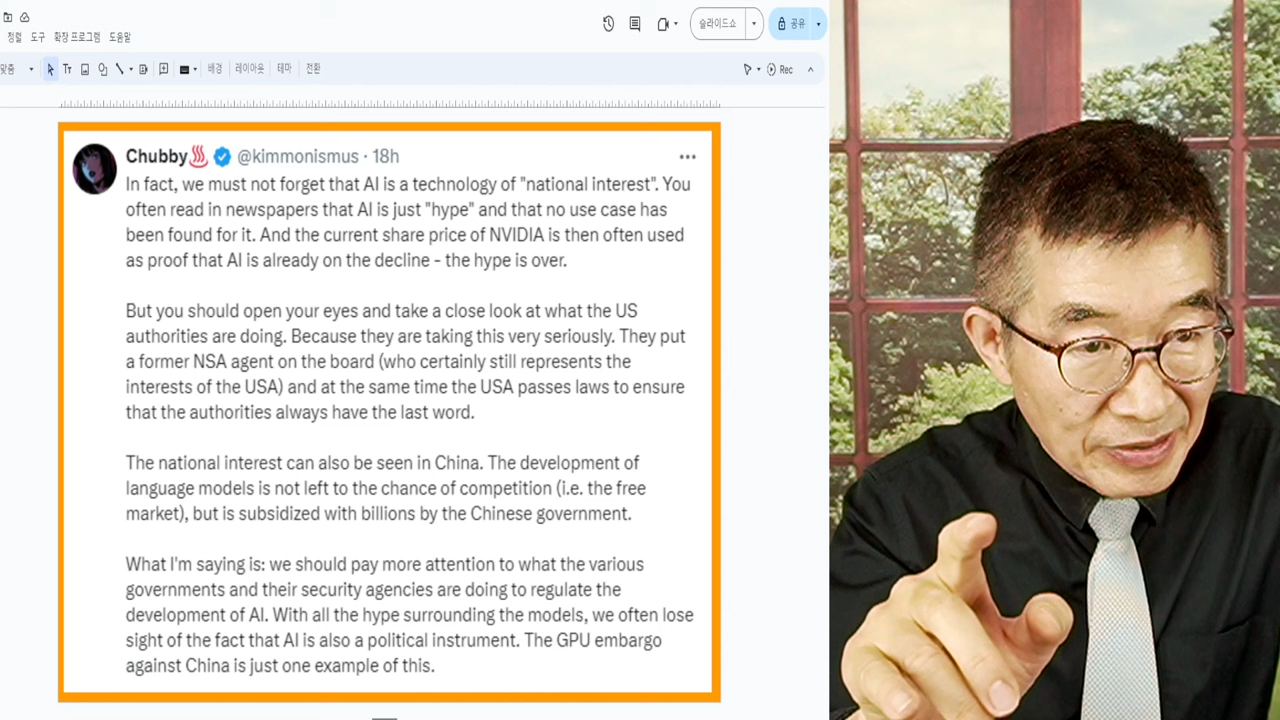 정렬 도구 확장 프로그램 도움말
슬라이드쇼
공유
맞춤
배경 레이아웃 테마 전환
Rec
Chubby @kimmonismus · 18h
In fact, we must not forget that AI is a technology of "national interest". You
often read in newspapers that AI is just "hype" and that no use case has
been found for it. And the current share price of NVIDIA is then often used
as proof that AI is already on the decline - the hype is over.
But you should open your eyes and take a close look at what the US
authorities are doing. Because they are taking this very seriously. They put
a former NSA agent on the board (who certainly still represents the
interests of the USA) and at the same time the USA passes laws to ensure
that the authorities always have the last word.
The national interest can also be seen in China. The development of
language models is not left to the chance of competition (i.e. the free
market), but is subsidized with billions by the Chinese government.
What I'm saying is: we should pay more attention to what the various
governments and their security agencies are doing to regulate the
development of AI. With all the hype surrounding the models, we often lose
sight of the fact that AI is also a political instrument. The GPU embargo
against China is just one example of this.